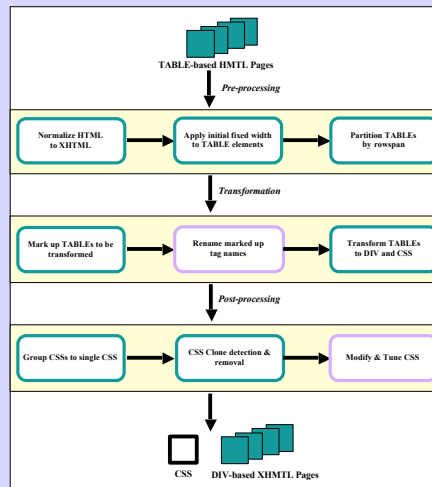 TABLE-based HMTL Pages
Pre-processing
Normalize HTML
to XHTML
Apply initial fixed width
to TABLE elements
Partition TABLEs
by rowspan
Transformation
Mark up TABLEs to be
transformed
Rename marked up
tag names
Transform TABLEs
to DIV and CSS
Post-processing
Group CSSs to single CSS
CSS Clone detection &
removal
Modify & Tune CSS
CSS
DIV-based XHMTL Pages